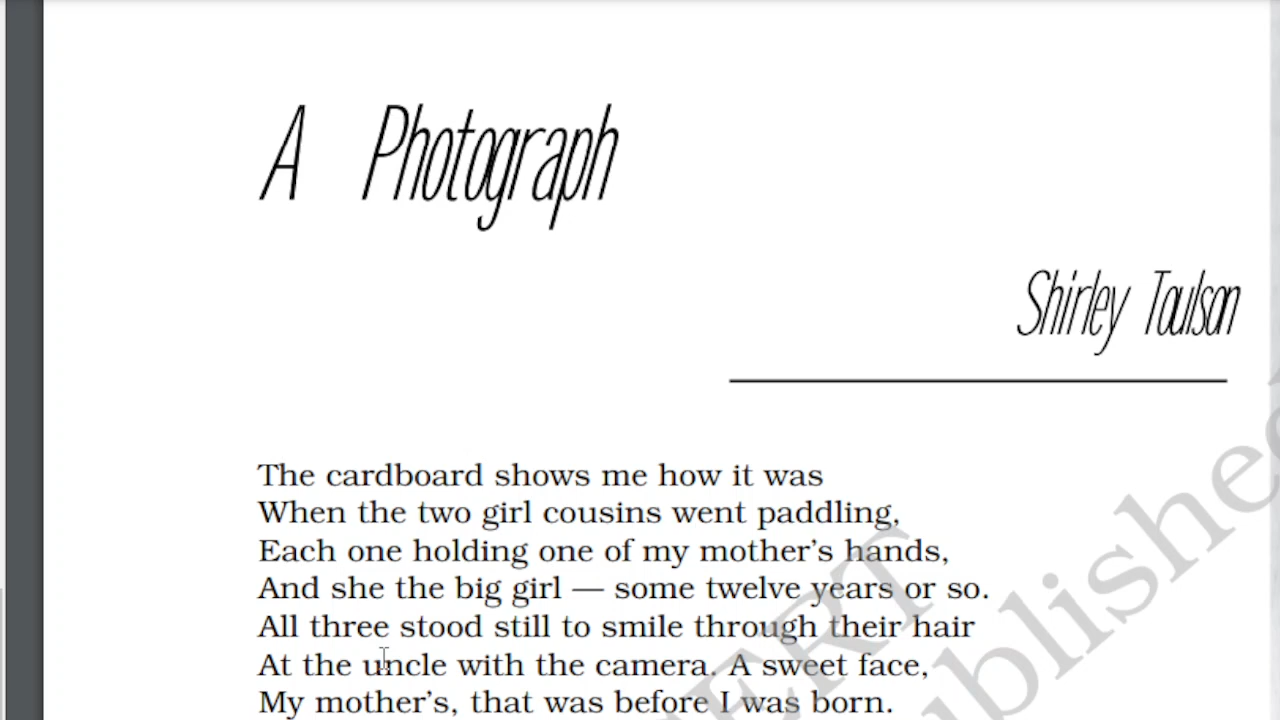 A Photograph
Shirley Toulson
The cardboard shows me how it was
When the two girl cousins went paddling,
Each one holding one of my mother’s hands,
And she the big girl — some twelve years or so.
All three stood still to smile through their hair
At the uncle with the camera. A sweet face,
My mother’s, that was before I was born.